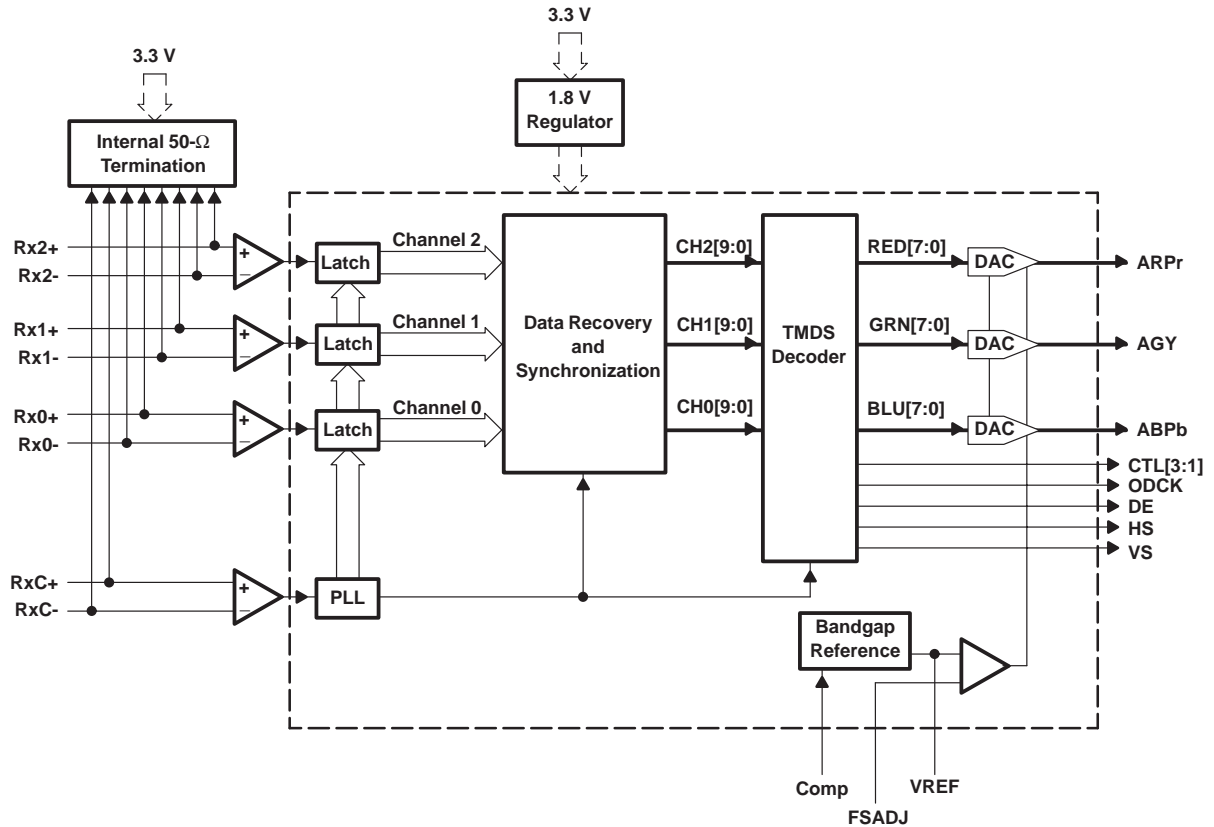 3.3 V
3.3 V
1.8 V
Regulator
Internal 50-Ω
Termination
Rx2+
Rx2-
+
−
Latch
Channel 2
CH2[9:0]
RED[7:0]
DAC
ARPr
Rx1+
Rx1-
+
−
Latch
Channel 1
Data Recovery
and
Synchronization
CH1[9:0]
TMDS
Decoder
GRN[7:0]
DAC
AGY
Rx0+
Rx0-
+
−
Latch
Channel 0
CH0[9:0]
BLU[7:0]
DAC
ABPb
CTL[3:1]
ODCK
DE
HS
VS
RxC+
RxC-
+
−
PLL
Bandgap
Reference
Comp
VREF
FSADJ